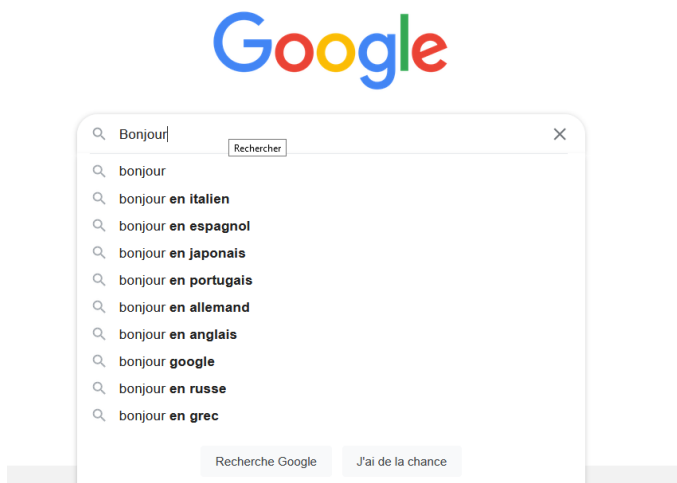 Google
Bonjour
Rechercher
bonjour
bonjour en italien
bonjour en espagnol
bonjour en japonais
bonjour en portugais
bonjour en allemand
bonjour en anglais
bonjour google
bonjour en russe
bonjour en grec
Recherche Google J'ai de la chance